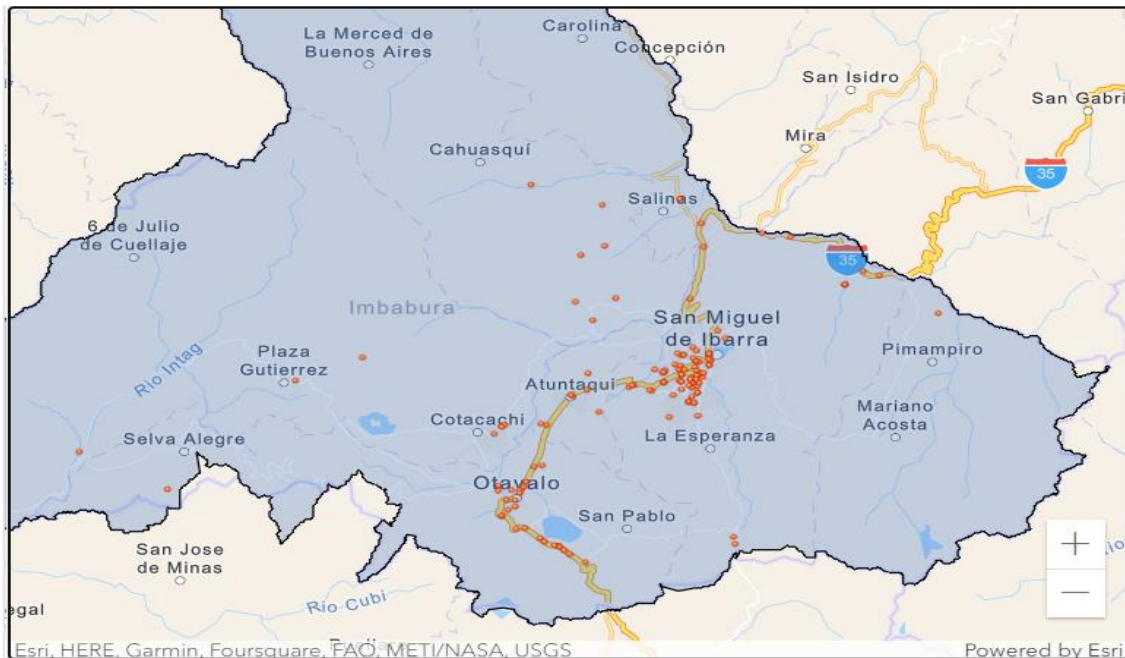 Carolina
La Merced de
Buenos Aires
Concepción
San Isidro
San Gabri
Mira
35
Cahuasquí
Salinas
6 de Julio
de Cuellaje
35
Imbabura
San Miguel
de Ibarra
Río Intag
Plaza
Gutierrez
Pimampiro
Atuntaqui
Mariano
Acosta
Cotacachi
Selva Alegre
La Esperanza
Otavalo
San Pablo
+
San Jose
de Minas
−
egal
Río Cubi
Esri, HERE, Garmin, Foursquare, FAO, METI/NASA, USGS
Powered by Esri